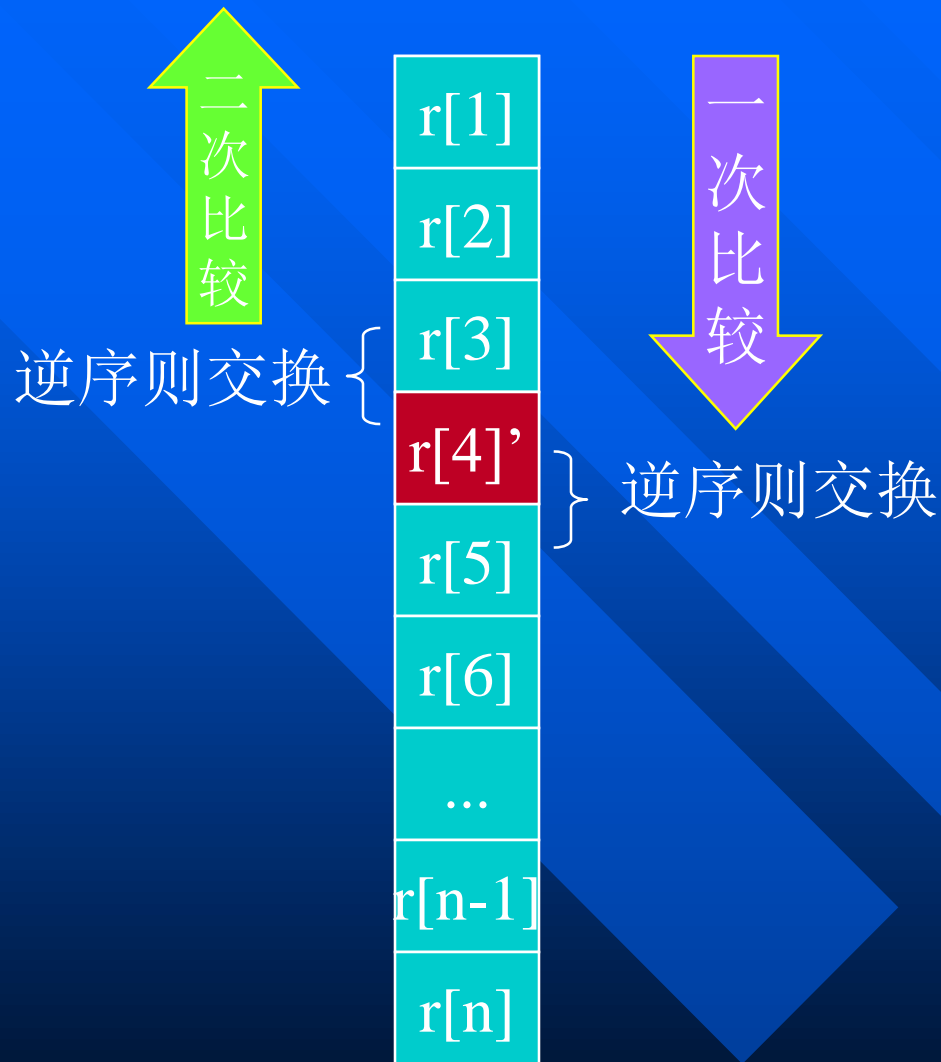 二次比较
r[1]
r[2]
r[3]
r[4]’
r[5]
r[6]
...
r[n-1]
r[n]
逆序则交换
一次比较
逆序则交换